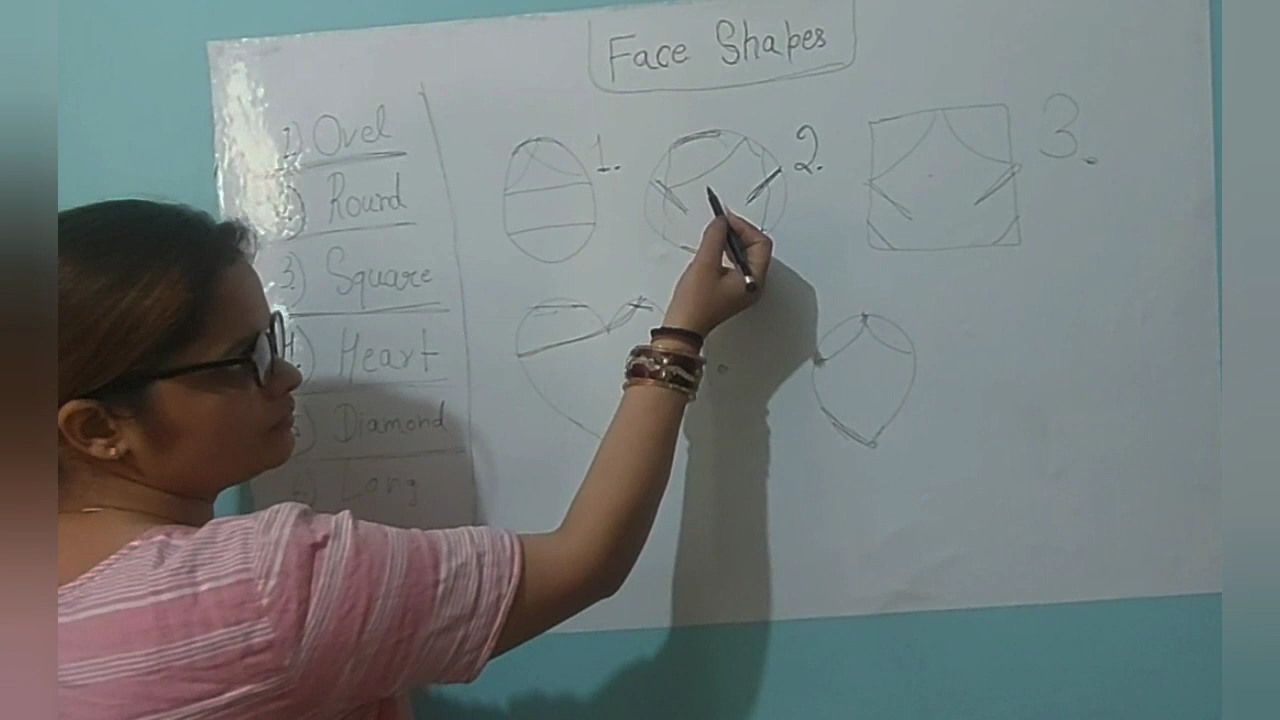 Face Shapes
1.) Ovel
2) Round
3.) Square
4.) Heart
5) Diamond
6) Long
1.
2.
3.